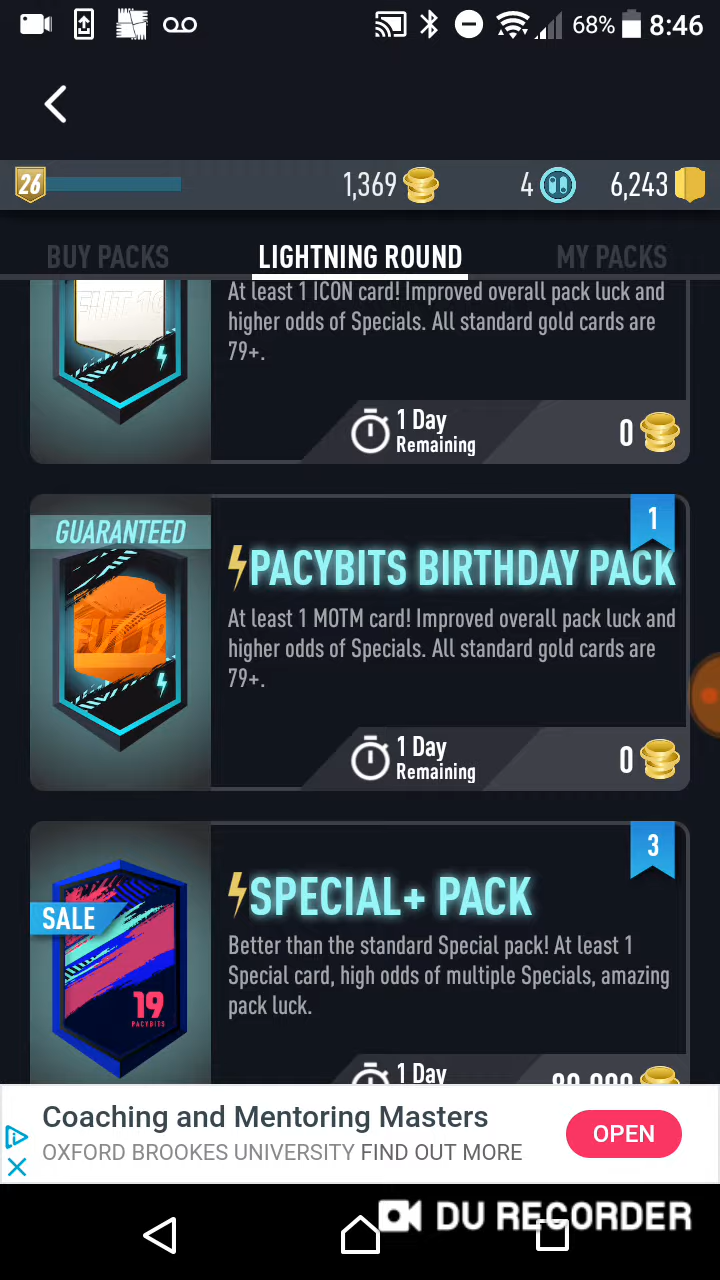 68% 8:46
26 1,369 4 6,243
BUY PACKS LIGHTNING ROUND MY PACKS
At least 1 ICON card! Improved overall pack luck and
higher odds of Specials. All standard gold cards are
79+.
1 Day
Remaining
0
GUARANTEED
1
PACYBITS BIRTHDAY PACK
FUT 19
At least 1 MOTM card! Improved overall pack luck and
higher odds of Specials. All standard gold cards are
79+.
1 Day
Remaining
0
3
SPECIAL+ PACK
SALE
Better than the standard Special pack! At least 1
Special card, high odds of multiple Specials, amazing
pack luck.
19
PACYBITS
1 Day
Coaching and Mentoring Masters
OXFORD BROOKES UNIVERSITY FIND OUT MORE
OPEN
DU RECORDER